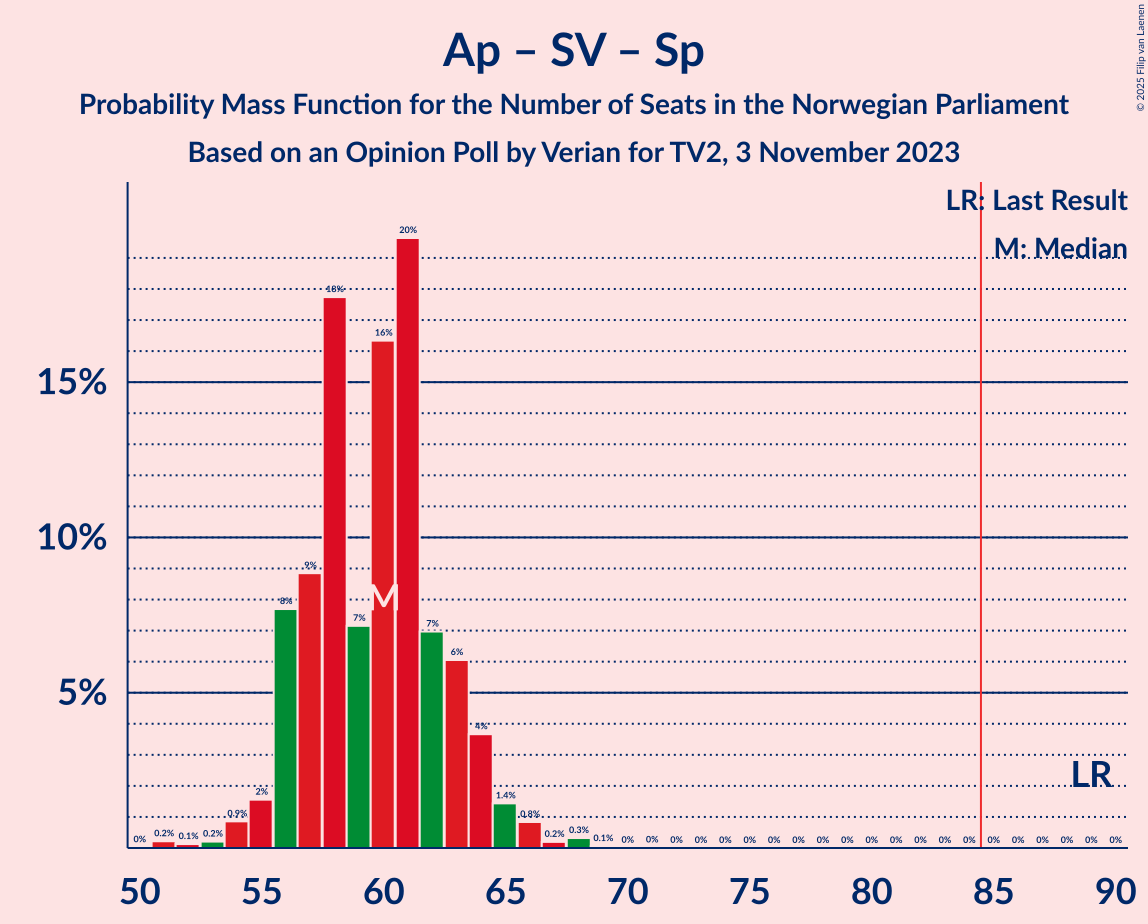 Ap – SV – Sp
Probability Mass Function for the Number of Seats in the Norwegian Parliament
Based on an Opinion Poll by Verian for TV2, 3 November 2023
© 2025 Filip van Laenen
LR: Last Result
M: Median
15%
10%
5%
0% 0.2% 0.1% 0.2% 0.9% 2% 8% 9% 18% 7% 16% 20% 7% 6% 4% 1.4% 0.8% 0.2% 0.3% 0.1% 0% 0% 0% 0% 0% 0% 0% 0% 0% 0% 0% 0% 0% 0% 0% 0% 0% 0% 0% 0% 0%
M
LR
50 55 60 65 70 75 80 85 90